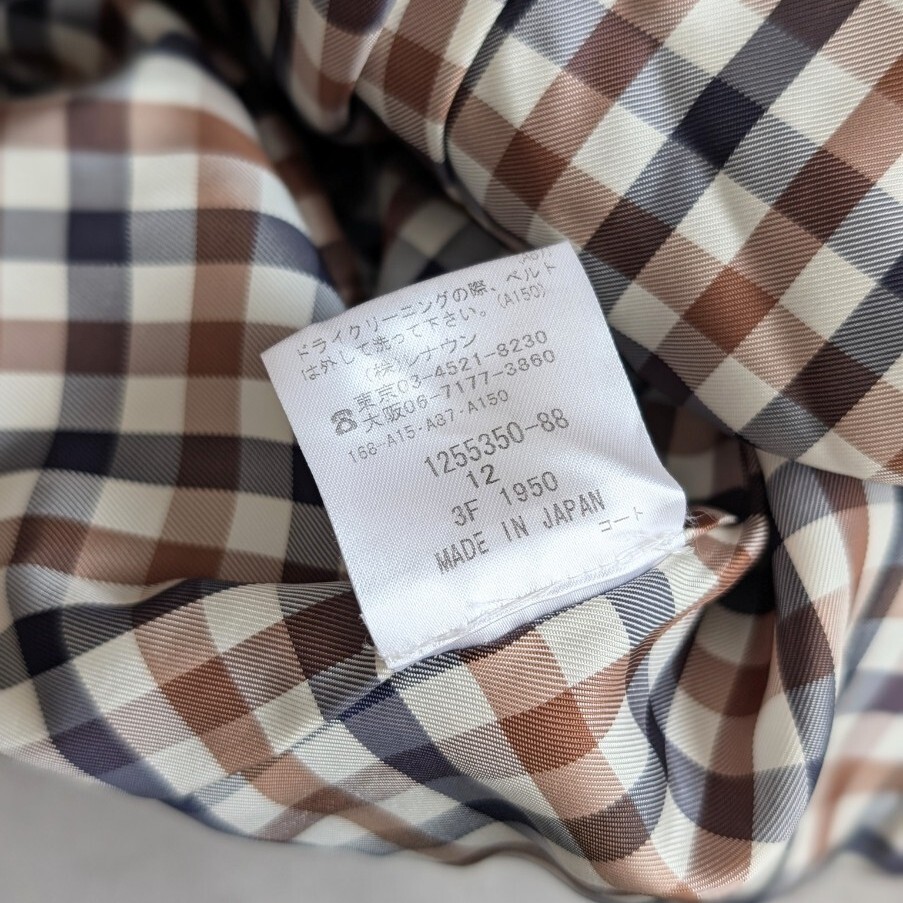 (A87)
ドライクリーニングの際、ベルト
は外して洗って下さい。(A150)
(株)レナウン
☎東京03-4521-8230
大阪06-7177-3860
168-A15・A87・A150
1255350-88
12
3F 1950
MADE IN JAPAN
コート